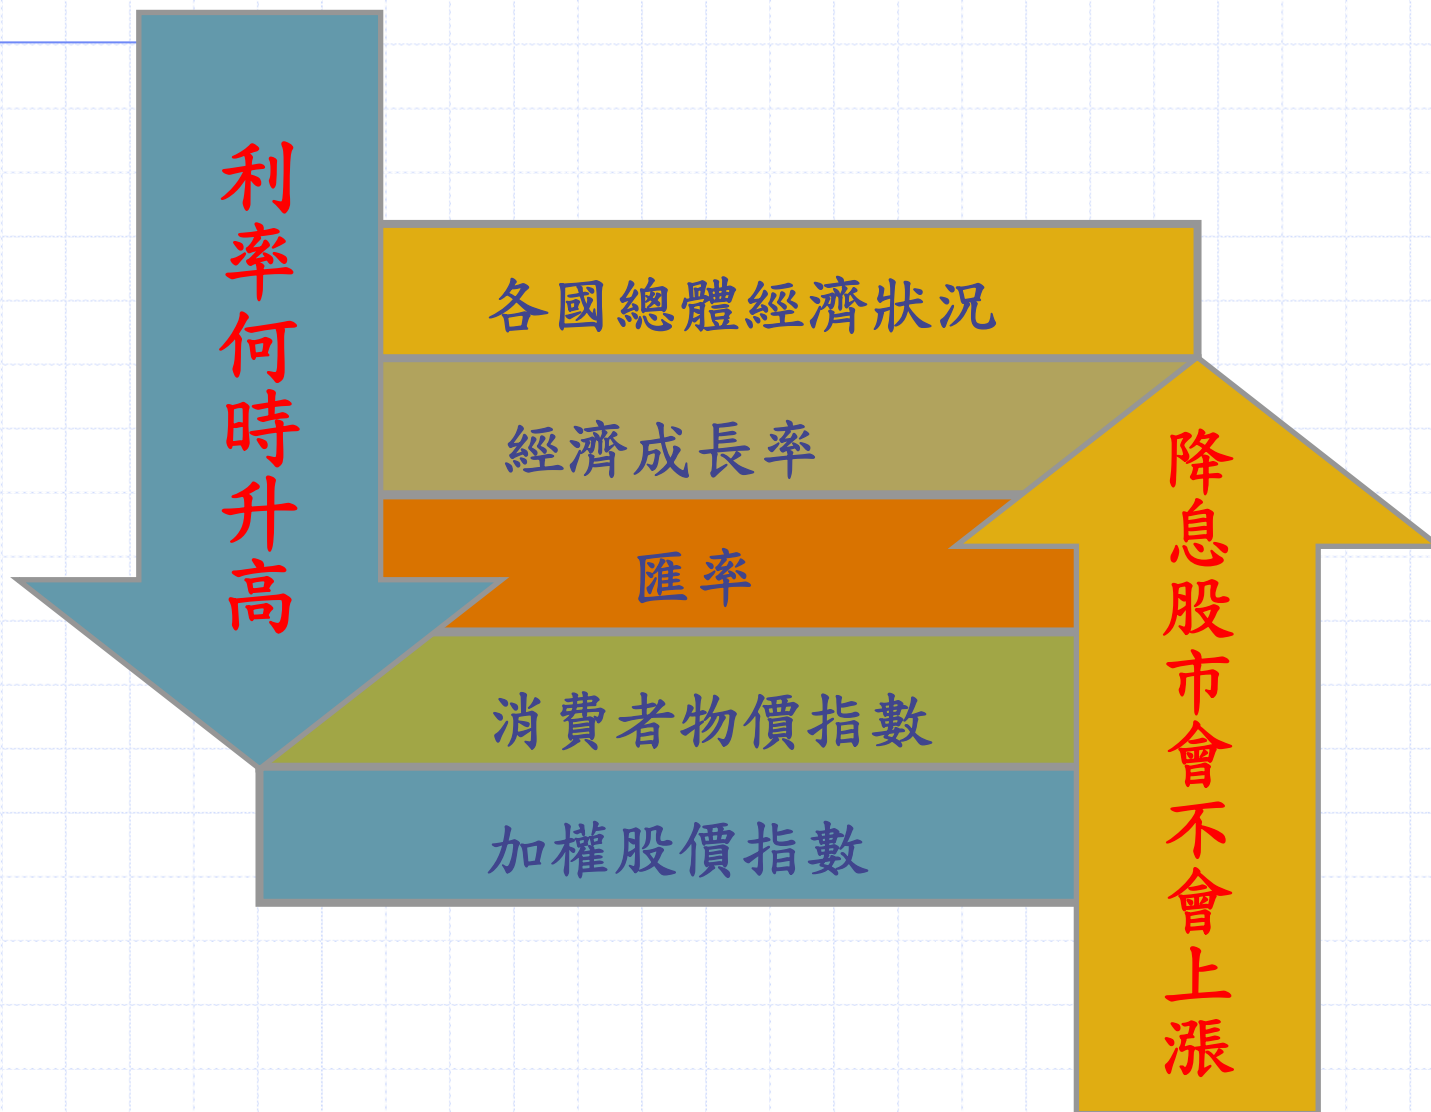 利率何時升高
各國總體經濟狀況
經濟成長率
匯率
消費者物價指數
加權股價指數
降息股市會不會上漲